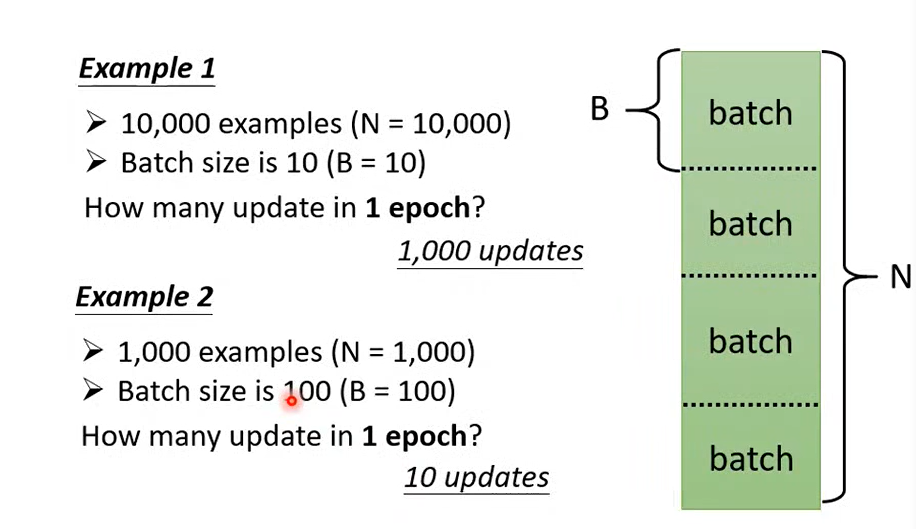 Example 1
➢ 10,000 examples (N = 10,000)
➢ Batch size is 10 (B = 10)
How many update in 1 epoch?
1,000 updates
Example 2
➢ 1,000 examples (N = 1,000)
➢ Batch size is 100 (B = 100)
How many update in 1 epoch?
10 updates
B
batch
batch
batch
batch
N